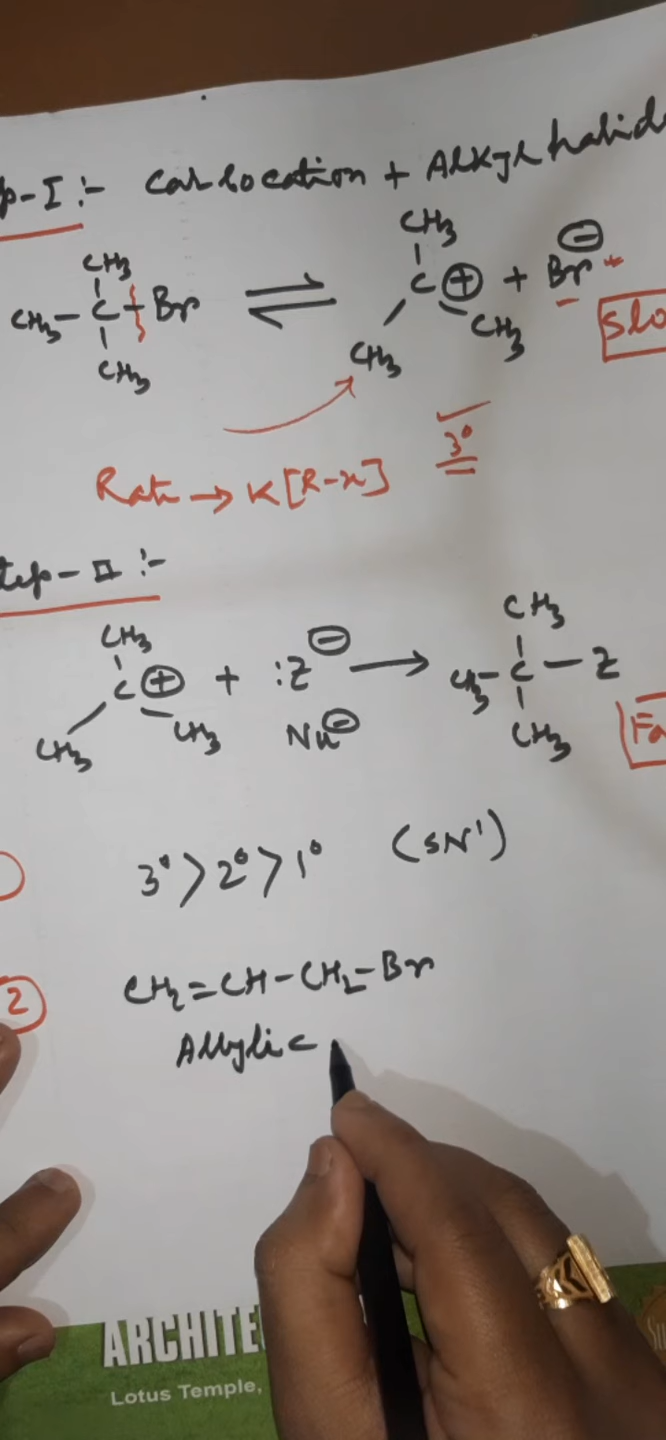 p-I :- Carbocation + Alkyl halid
CH3
CH3 – C – Br ⇌ C ⊕ + Br ⊖
CH3
CH3
CH3
CH3
Slo
Rate → K[R-x]
3°
tep-II :-
CH3
C ⊕ + :Z ⊖ → CH3 – C – Z
CH3
CH3
Nu ⊖
CH3
CH3
Fa
3° > 2° > 1° (SN¹)
2
CH2=CH-CH2-Br
Allylic
ARCHITE
Lotus Temple,